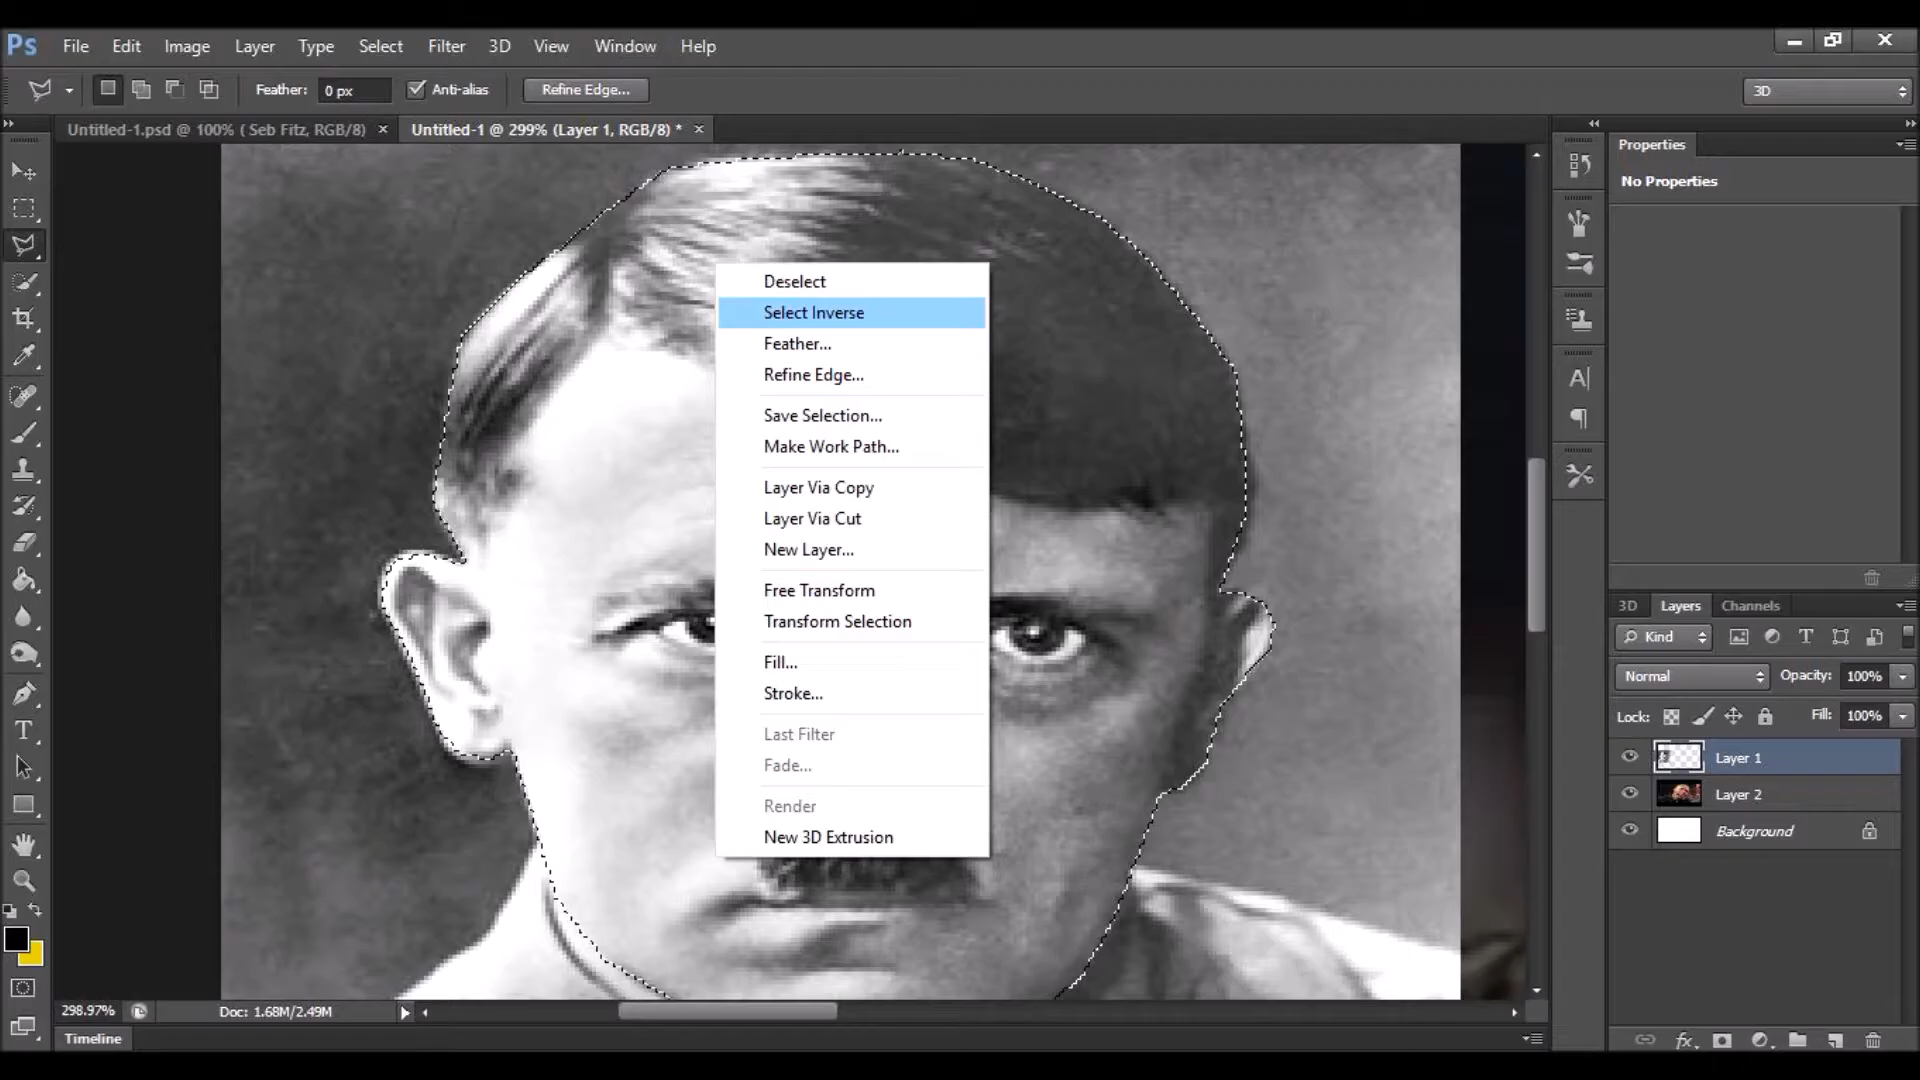 Ps File Edit Image Layer Type Select Filter 3D View Window Help
Feather: 0 px Anti-alias Refine Edge... 3D
Untitled-1.psd @ 100% ( Seb Fitz, RGB/8) × Untitled-1 @ 299% (Layer 1, RGB/8) * ×
Properties
No Properties
Deselect
Select Inverse
Feather...
Refine Edge...
Save Selection...
Make Work Path...
Layer Via Copy
Layer Via Cut
New Layer...
Free Transform
Transform Selection
Fill...
Stroke...
Last Filter
Fade...
Render
New 3D Extrusion
3D Layers Channels
Kind
Normal Opacity: 100%
Lock: Fill: 100%
Layer 1
Layer 2
Background
298.97% Doc: 1.68M/2.49M
Timeline